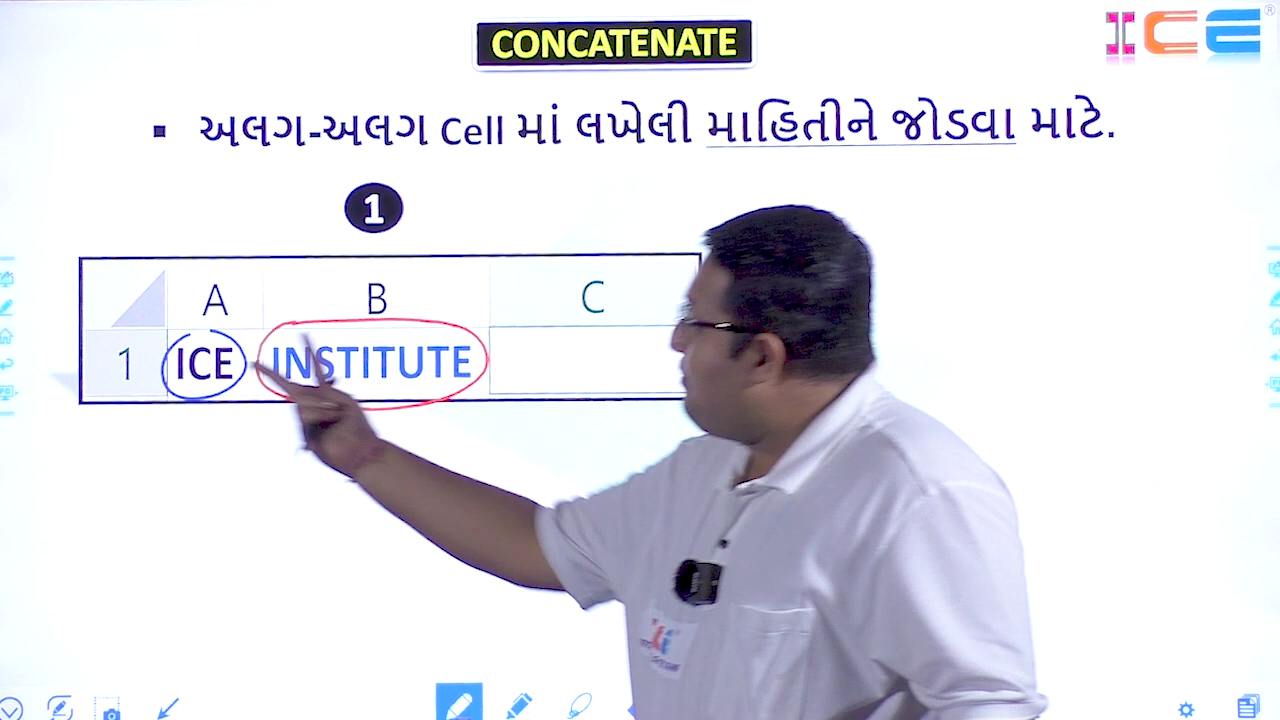 CONCATENATE
ICE
®
▪ અલગ-અલગ Cell માં લખેલી માહિતીને જોડવા માટે.
1
A B C
1 ICE INSTITUTE